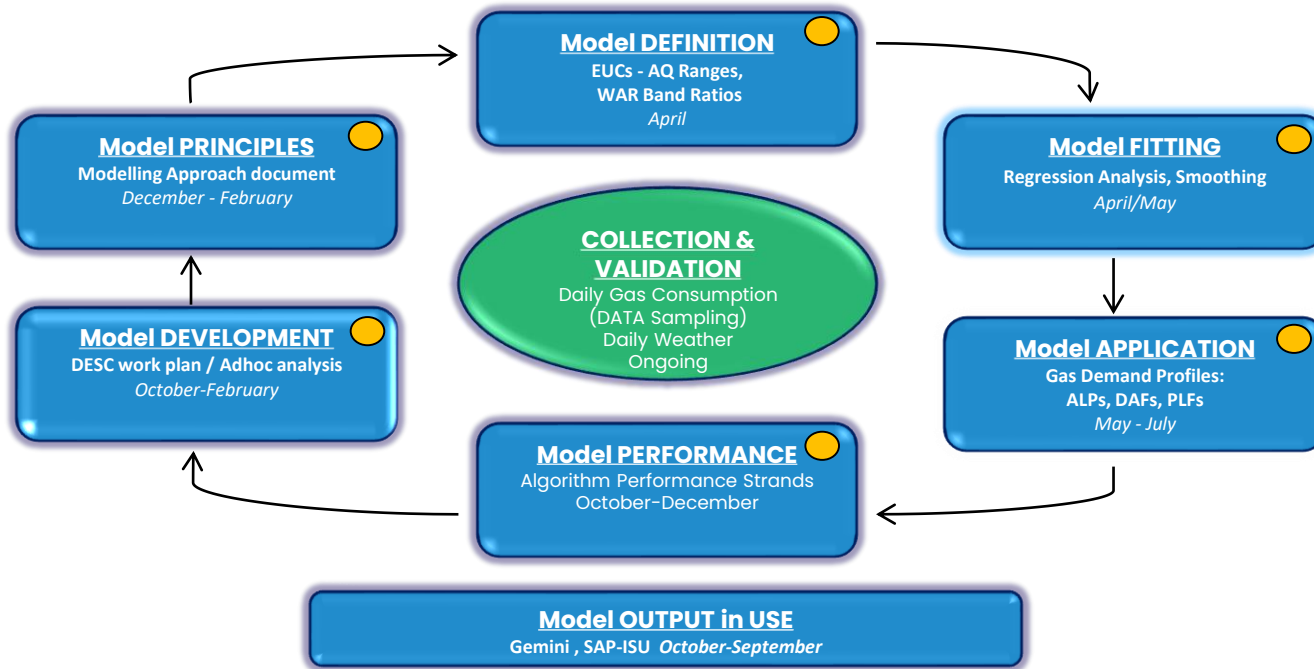 Model DEFINITION
EUCs - AQ Ranges,
WAR Band Ratios
April
Model PRINCIPLES
Modelling Approach document
December - February
Model FITTING
Regression Analysis, Smoothing
April/May
COLLECTION &
VALIDATION
Daily Gas Consumption
(DATA Sampling)
Daily Weather
Ongoing
Model DEVELOPMENT
DESC work plan / Adhoc analysis
October-February
Model APPLICATION
Gas Demand Profiles:
ALPs, DAFs, PLFs
May - July
Model PERFORMANCE
Algorithm Performance Strands
October-December
Model OUTPUT in USE
Gemini , SAP-ISU October-September